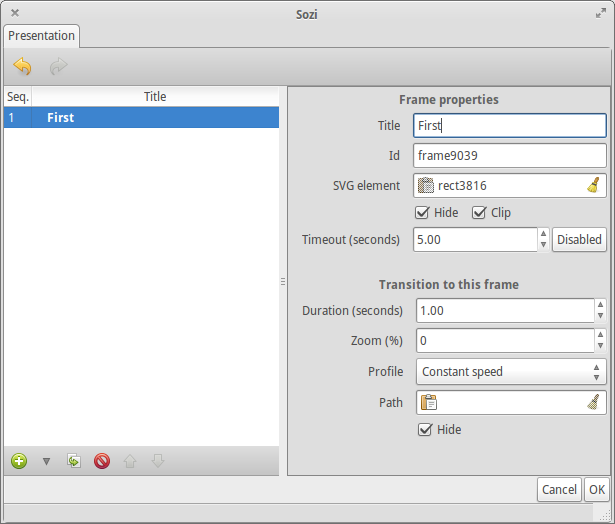 Sozi
Presentation
Seq. Title
1 First
Frame properties
Title First
Id frame9039
SVG element rect3816
Hide Clip
Timeout (seconds) 5.00 Disabled
Transition to this frame
Duration (seconds) 1.00
Zoom (%) 0
Profile Constant speed
Path
Hide
Cancel OK